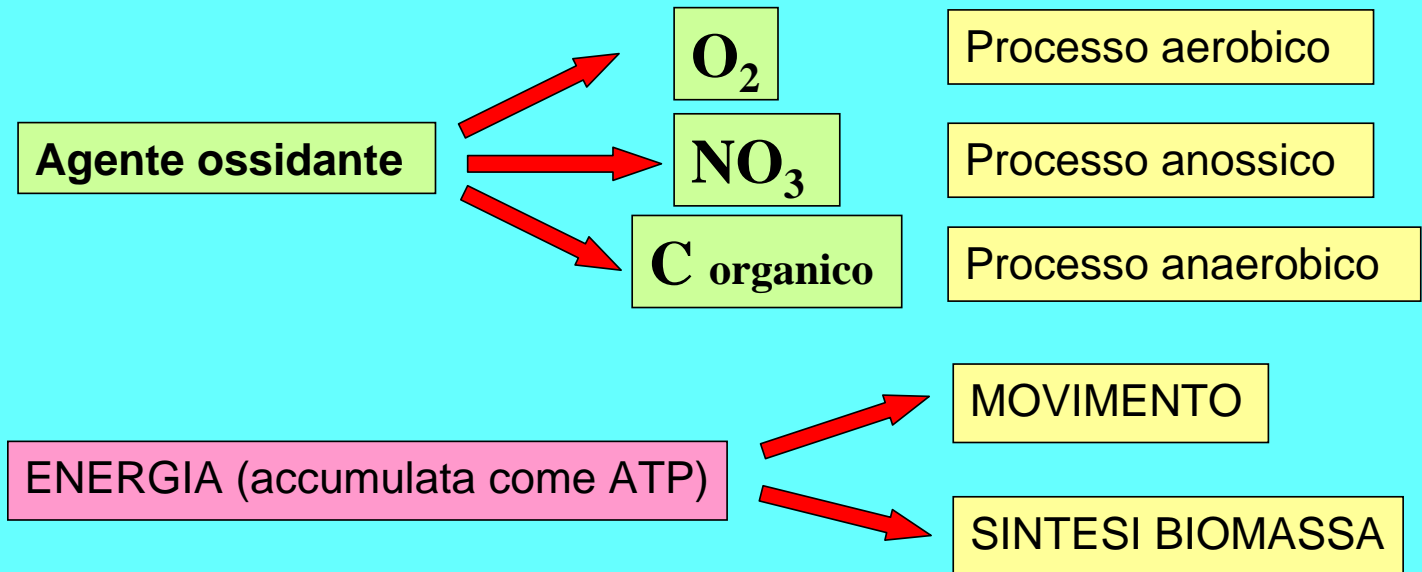 O₂ Processo aerobico
Agente ossidante NO₃ Processo anossico
C organico Processo anaerobico
MOVIMENTO
ENERGIA (accumulata come ATP)
SINTESI BIOMASSA